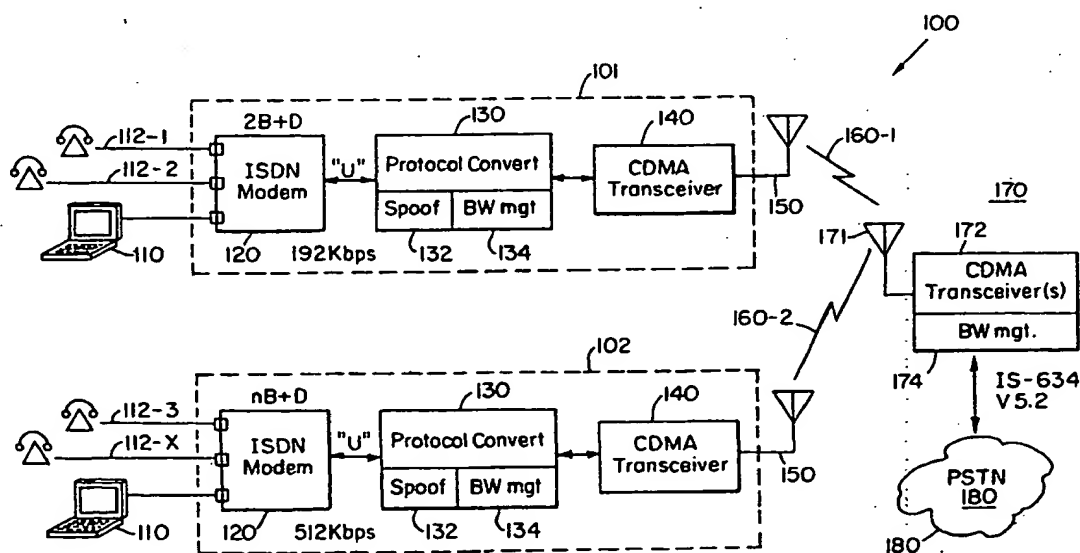 100
101
2B+D
130
140
160-1
112-1
112-2
ISDN Modem
"U"
Protocol Convert
Spoof
BW mgt
CDMA Transceiver
150
170
110
120
192Kbps
132
134
171
172
CDMA Transceiver(s)
BW mgt.
160-2
174
IS-634
V 5.2
102
nB+D
130
140
112-3
112-X
ISDN Modem
"U"
Protocol Convert
Spoof
BW mgt
CDMA Transceiver
150
PSTN
180
110
120
512Kbps
132
134
180